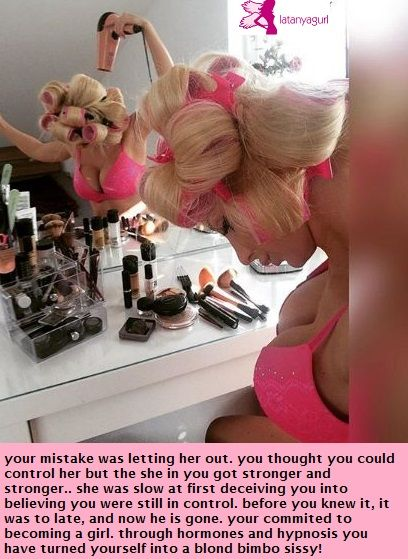 latanyagurl
your mistake was letting her out. you thought you could
control her but the she in you got stronger and
stronger.. she was slow at first deceiving you into
believing you were still in control. before you knew it, it
was to late, and now he is gone. your commited to
becoming a girl. through hormones and hypnosis you
have turned yourself into a blond bimbo sissy!